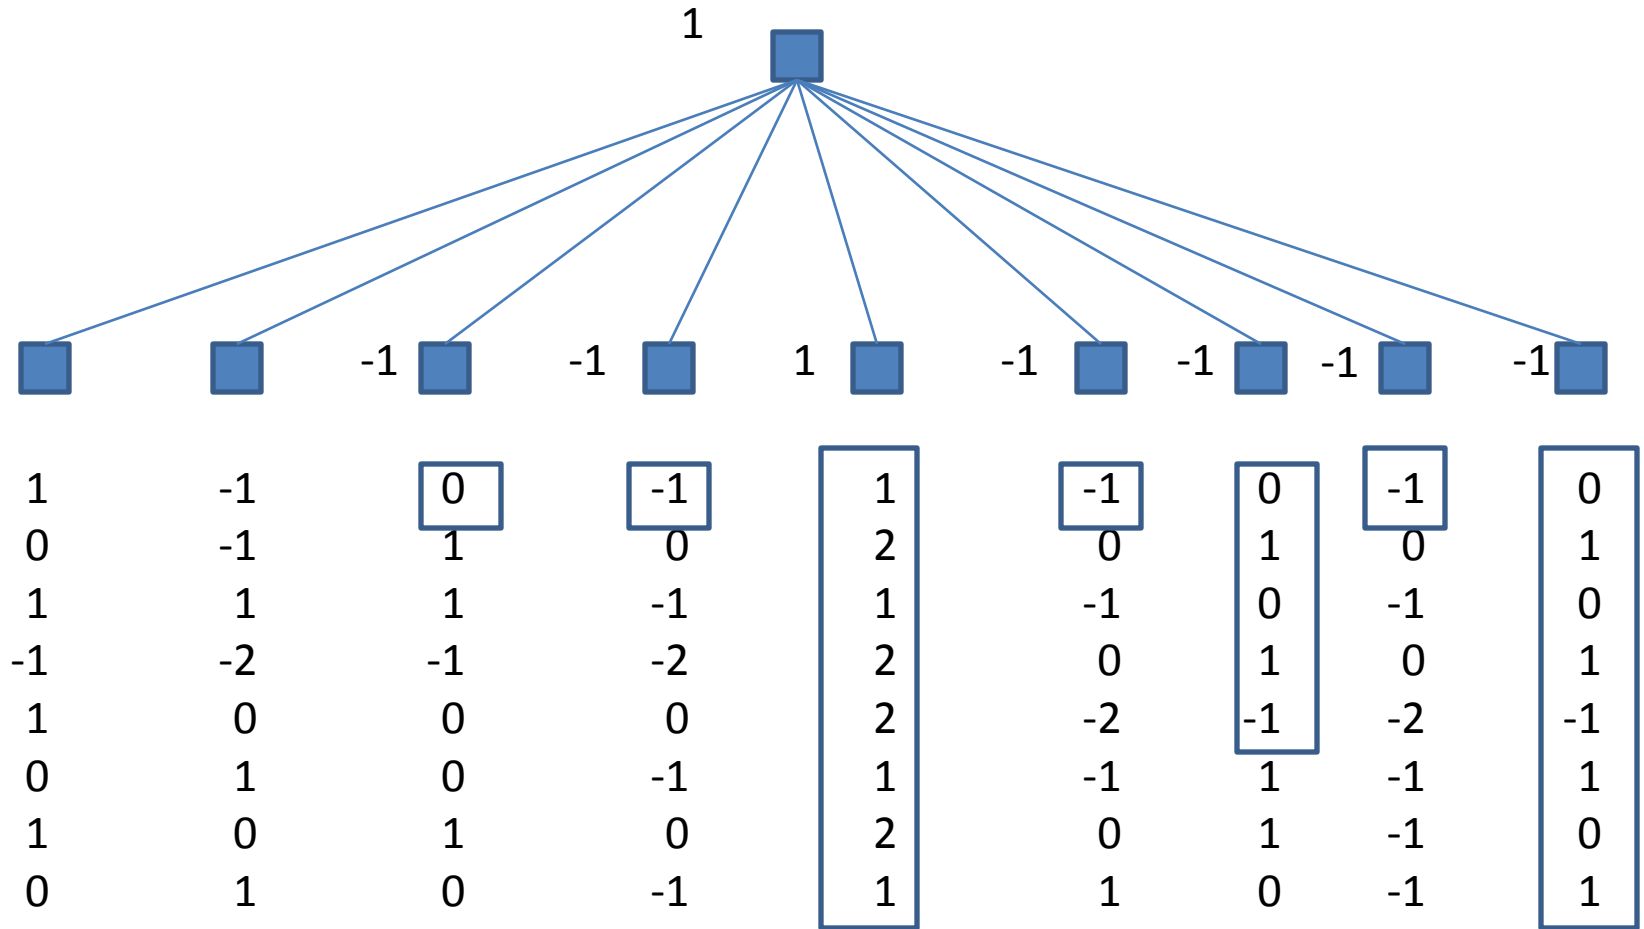 1
-1 -1 1 -1 -1 -1 -1
1 -1 0 -1 1 -1 0 -1 0
0 -1 1 0 2 0 1 0 1
1 1 1 -1 1 -1 0 -1 0
-1 -2 -1 -2 2 0 1 0 1
1 0 0 0 2 -2 -1 -2 -1
0 1 0 -1 1 -1 1 -1 1
1 0 1 0 2 0 1 -1 0
0 1 0 -1 1 1 0 -1 1